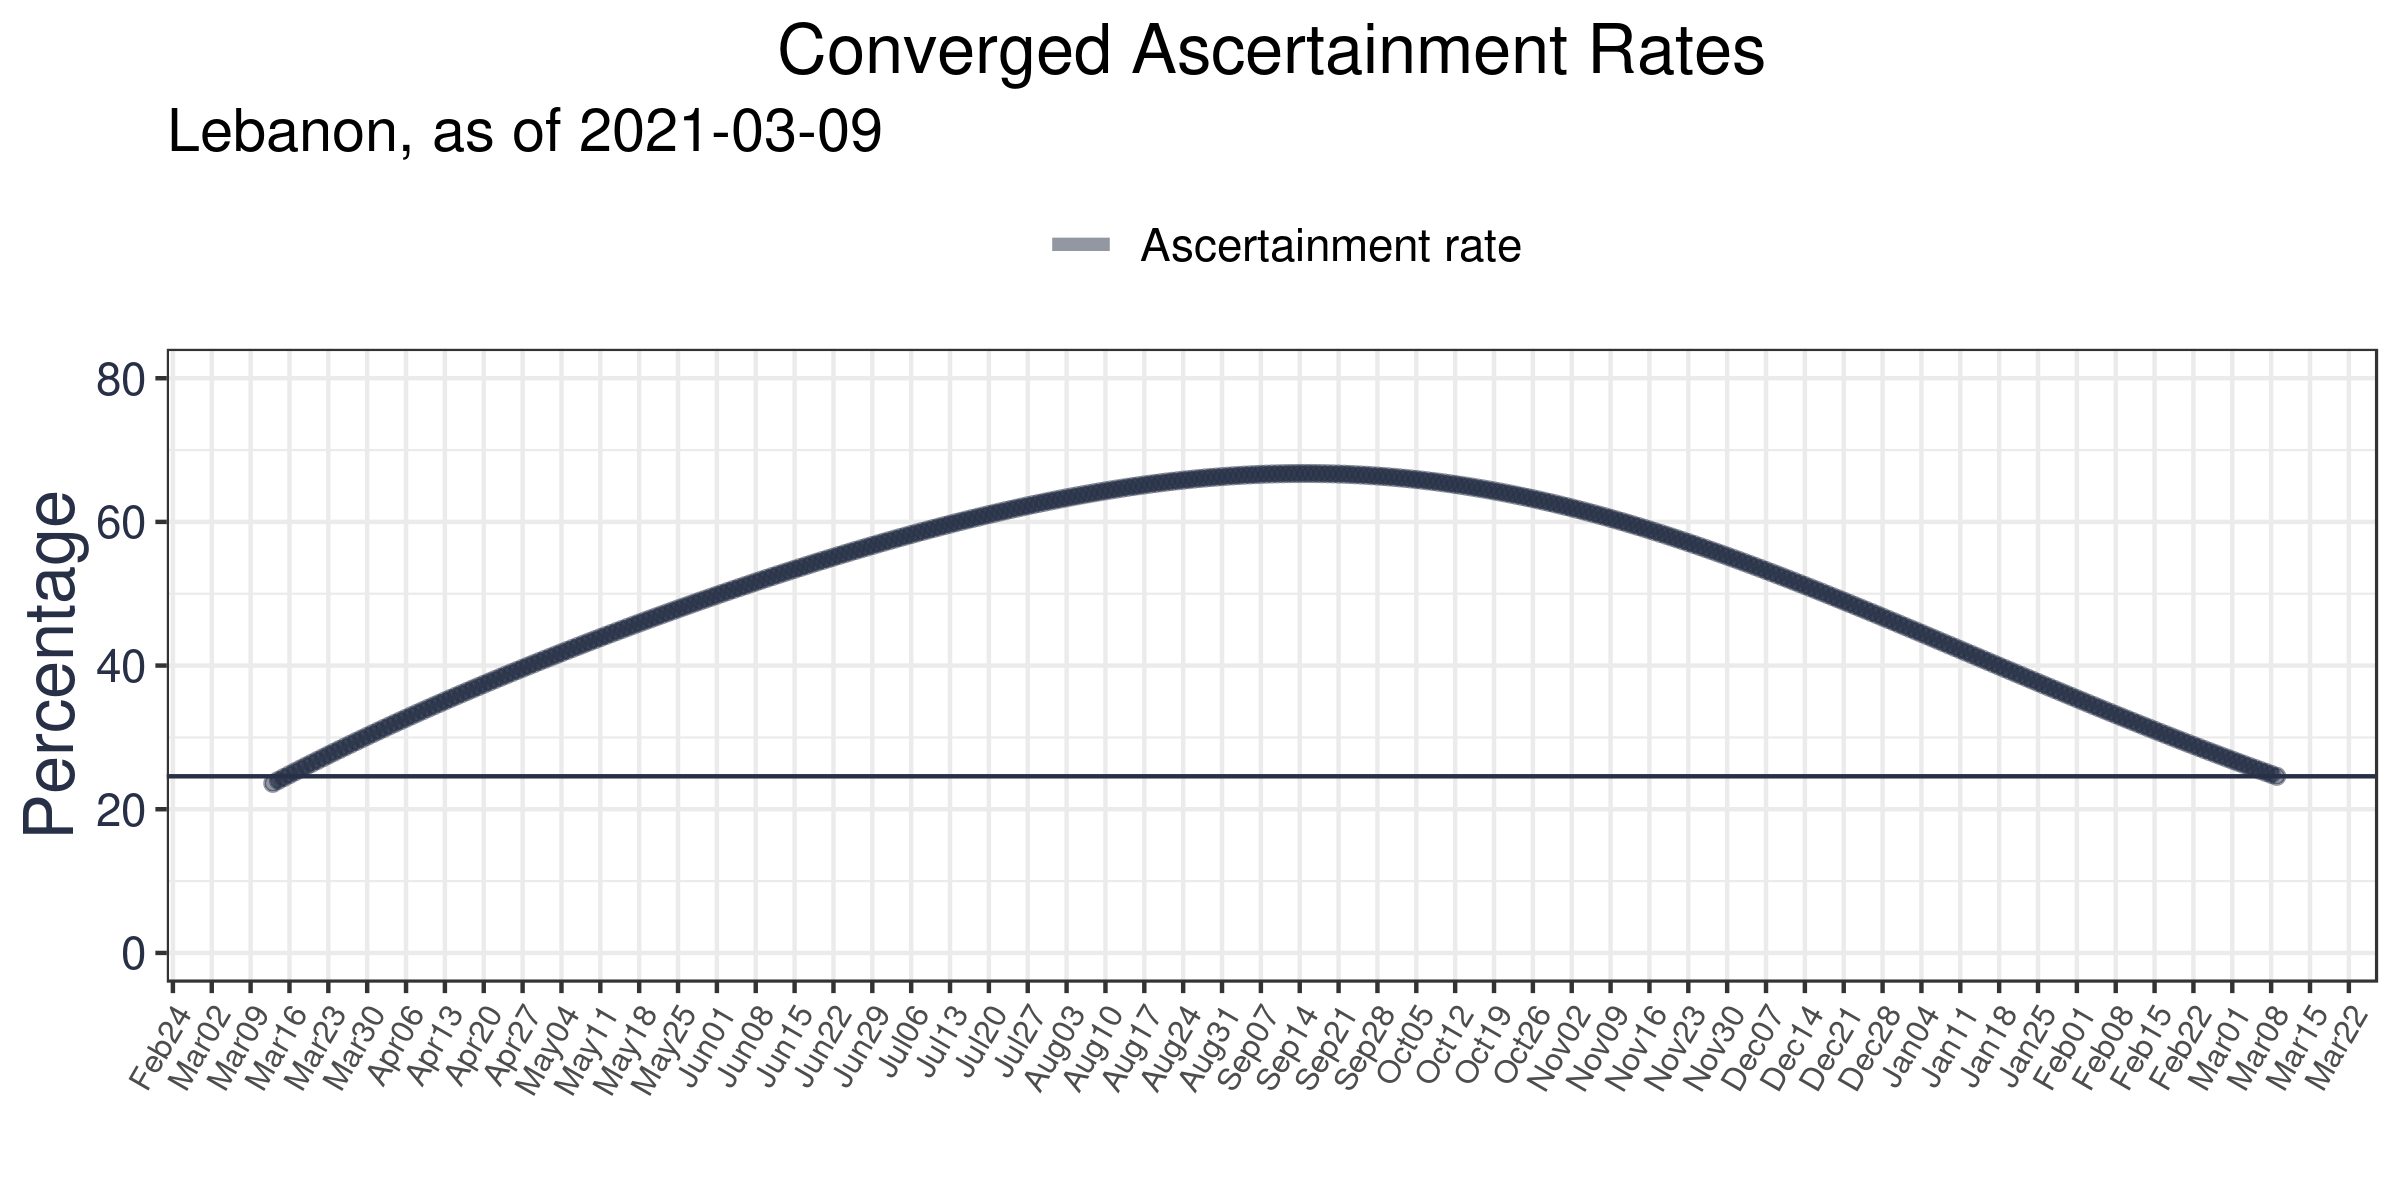 Converged Ascertainment Rates
Lebanon, as of 2021-03-09
Ascertainment rate
Percentage
80
60
40
20
0
Feb24
Mar02
Mar09
Mar16
Mar23
Mar30
Apr06
Apr13
Apr20
Apr27
May04
May11
May18
May25
Jun01
Jun08
Jun15
Jun22
Jun29
Jul06
Jul13
Jul20
Jul27
Aug03
Aug10
Aug17
Aug24
Aug31
Sep07
Sep14
Sep21
Sep28
Oct05
Oct12
Oct19
Oct26
Nov02
Nov09
Nov16
Nov23
Nov30
Dec07
Dec14
Dec21
Dec28
Jan04
Jan11
Jan18
Jan25
Feb01
Feb08
Feb15
Feb22
Mar01
Mar08
Mar15
Mar22